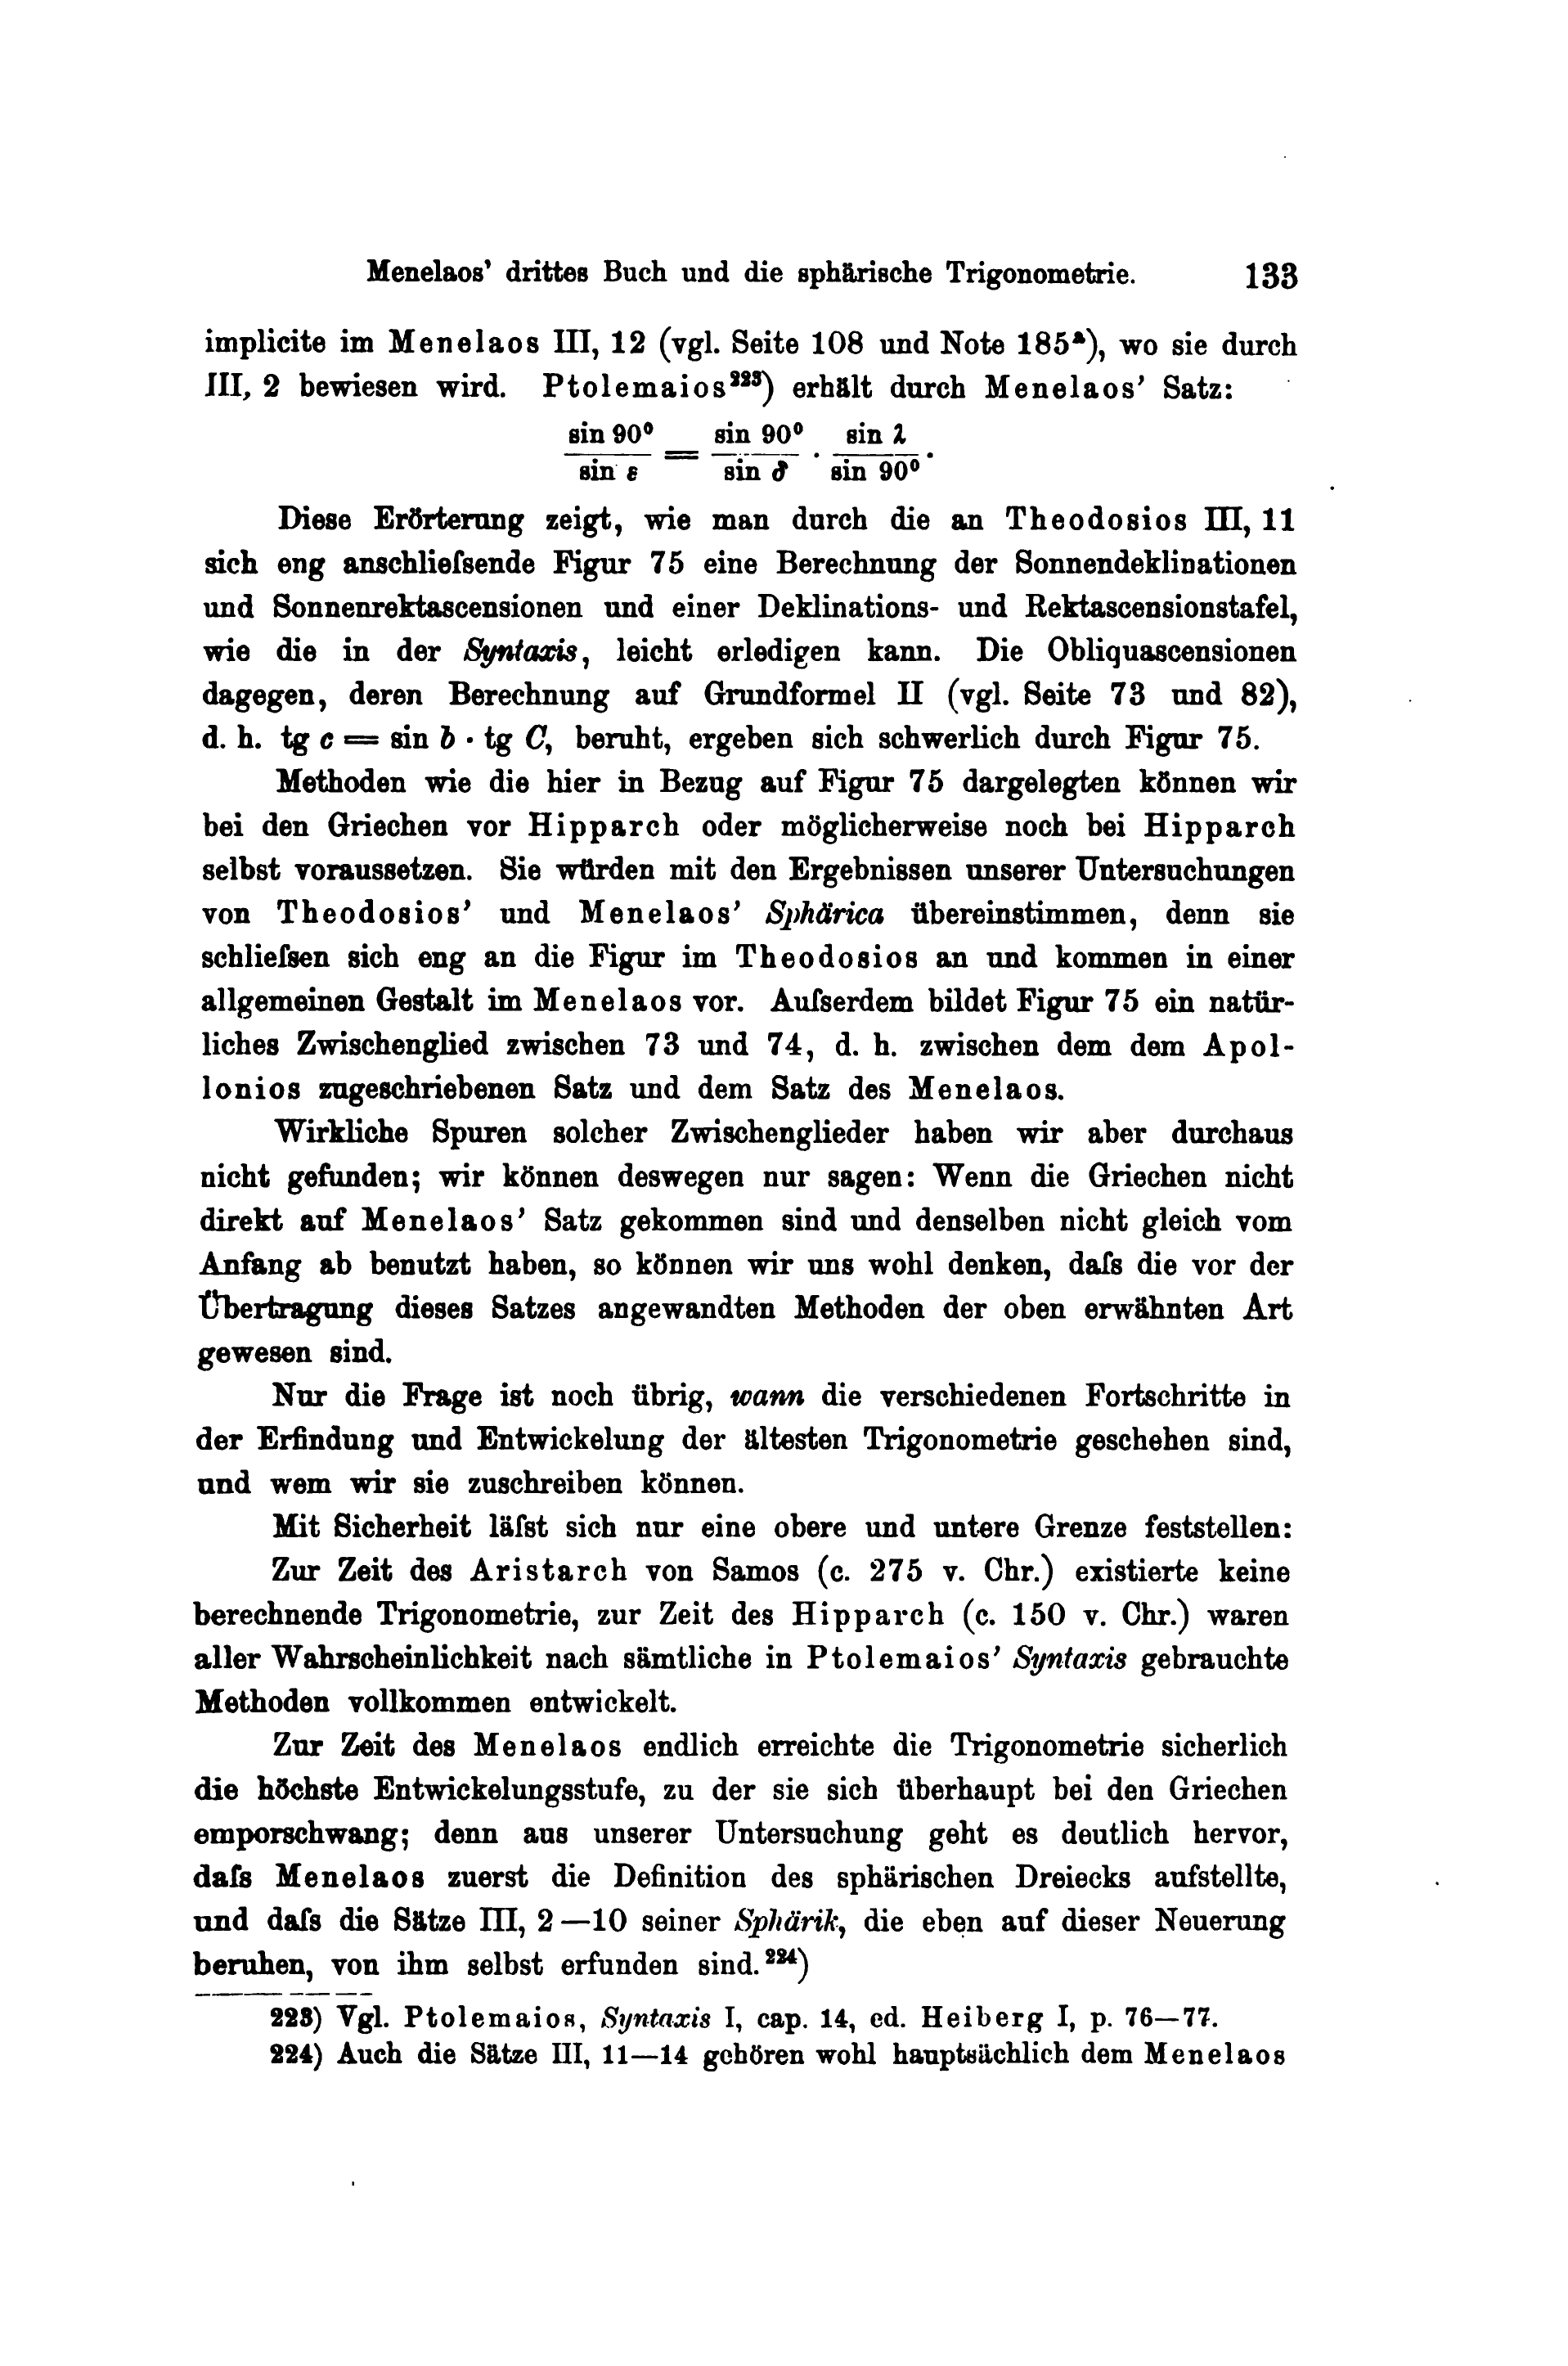 Menelaos' drittes Buch und die sphärische Trigonometrie. 133
implicite im Menelaos III, 12 (vgl. Seite 108 und Note 185ᵃ), wo sie durch
III, 2 bewiesen wird. Ptolemaios²²³) erhält durch Menelaos' Satz:
sin 90⁰ / sin ε = sin 90⁰ / sin δ · sin λ / sin 90⁰ ·
Diese Erörterung zeigt, wie man durch die an Theodosios III, 11
sich eng anschlieſsende Figur 75 eine Berechnung der Sonnendeklinationen
und Sonnenrektascensionen und einer Deklinations- und Rektascensionstafel,
wie die in der Syntaxis, leicht erledigen kann. Die Obliquascensionen
dagegen, deren Berechnung auf Grundformel II (vgl. Seite 73 und 82),
d. h. tg c = sin b · tg C, beruht, ergeben sich schwerlich durch Figur 75.
Methoden wie die hier in Bezug auf Figur 75 dargelegten können wir
bei den Griechen vor Hipparch oder möglicherweise noch bei Hipparch
selbst voraussetzen. Sie würden mit den Ergebnissen unserer Untersuchungen
von Theodosios' und Menelaos' Sphärica übereinstimmen, denn sie
schlieſsen sich eng an die Figur im Theodosios an und kommen in einer
allgemeinen Gestalt im Menelaos vor. Auſserdem bildet Figur 75 ein natür-
liches Zwischenglied zwischen 73 und 74, d. h. zwischen dem dem Apol-
lonios zugeschriebenen Satz und dem Satz des Menelaos.
Wirkliche Spuren solcher Zwischenglieder haben wir aber durchaus
nicht gefunden; wir können deswegen nur sagen: Wenn die Griechen nicht
direkt auf Menelaos' Satz gekommen sind und denselben nicht gleich vom
Anfang ab benutzt haben, so können wir uns wohl denken, daſs die vor der
Übertragung dieses Satzes angewandten Methoden der oben erwähnten Art
gewesen sind.
Nur die Frage ist noch übrig, wann die verschiedenen Fortschritte in
der Erfindung und Entwickelung der ältesten Trigonometrie geschehen sind,
und wem wir sie zuschreiben können.
Mit Sicherheit läſst sich nur eine obere und untere Grenze feststellen:
Zur Zeit des Aristarch von Samos (c. 275 v. Chr.) existierte keine
berechnende Trigonometrie, zur Zeit des Hipparch (c. 150 v. Chr.) waren
aller Wahrscheinlichkeit nach sämtliche in Ptolemaios' Syntaxis gebrauchte
Methoden vollkommen entwickelt.
Zur Zeit des Menelaos endlich erreichte die Trigonometrie sicherlich
die höchste Entwickelungsstufe, zu der sie sich überhaupt bei den Griechen
emporschwang; denn aus unserer Untersuchung geht es deutlich hervor,
daſs Menelaos zuerst die Definition des sphärischen Dreiecks aufstellte,
und daſs die Sätze III, 2—10 seiner Sphärik, die eben auf dieser Neuerung
beruhen, von ihm selbst erfunden sind.²²⁴)
223) Vgl. Ptolemaios, Syntaxis I, cap. 14, ed. Heiberg I, p. 76—77.
224) Auch die Sätze III, 11—14 gehören wohl hauptsächlich dem Menelaos